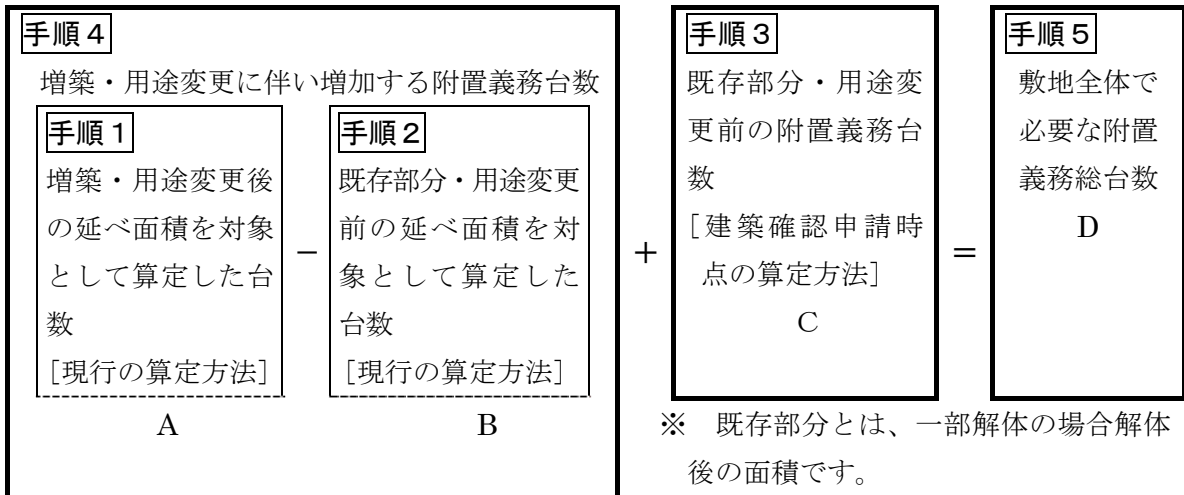 手順４
増築・用途変更に伴い増加する附置義務台数
手順１
増築・用途変更後
の延べ面積を対象
として算定した台
数
[現行の算定方法]
A
−
手順２
既存部分・用途変更
前の延べ面積を対
象として算定した
台数
[現行の算定方法]
B
＋
手順３
既存部分・用途変
更前の附置義務台
数
[建築確認申請時
点の算定方法]
C
＝
手順５
敷地全体で
必要な附置
義務総台数
D
※　既存部分とは、一部解体の場合解体
後の面積です。